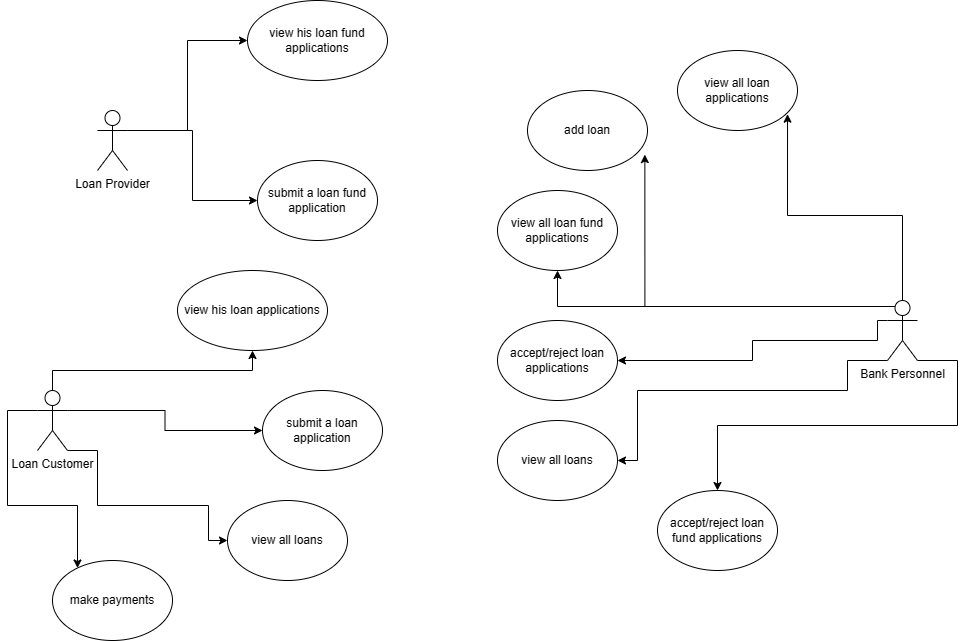 view his loan fund
applications
Loan Provider
submit a loan fund
application
view his loan applications
submit a loan
application
Loan Customer
view all loans
make payments
view all loan
applications
add loan
view all loan fund
applications
accept/reject loan
applications
Bank Personnel
view all loans
accept/reject loan
fund applications